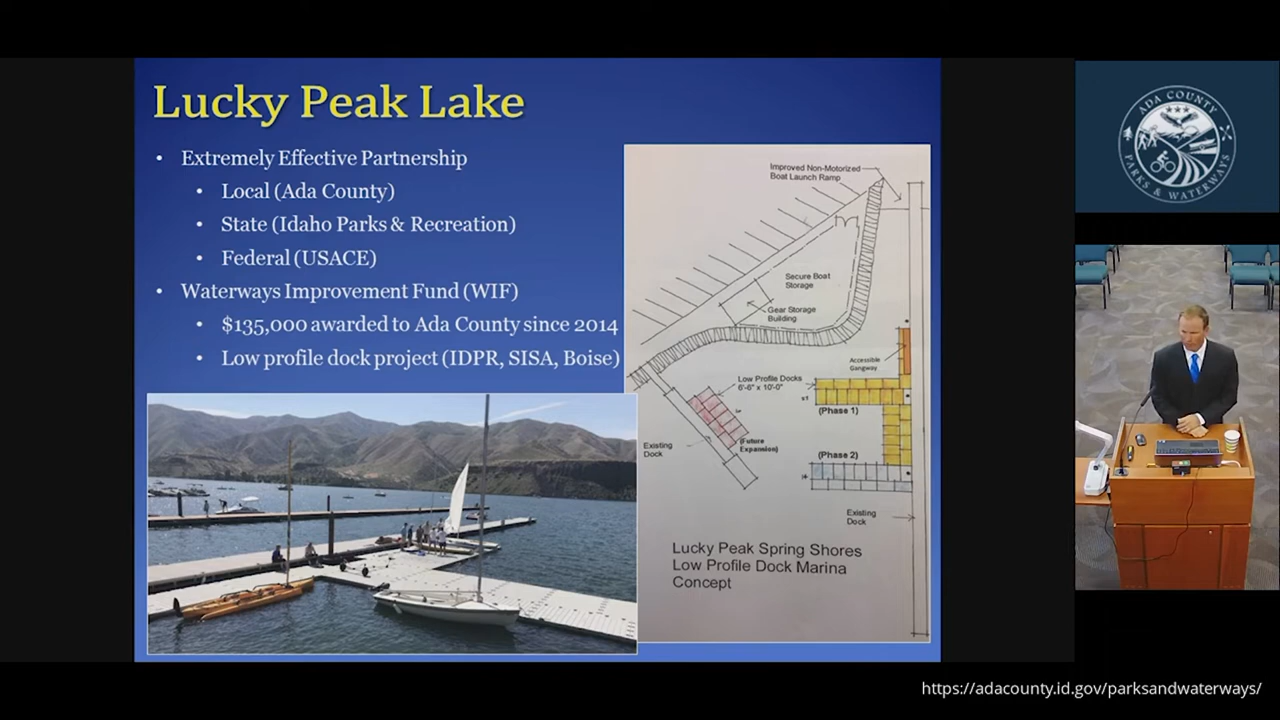 Lucky Peak Lake
• Extremely Effective Partnership
• Local (Ada County)
• State (Idaho Parks & Recreation)
• Federal (USACE)
• Waterways Improvement Fund (WIF)
• $135,000 awarded to Ada County since 2014
• Low profile dock project (IDPR, SISA, Boise)
Improved Non-Motorized
Boat Launch Ramp
Secure Boat
Storage
Gear Storage
Building
Accessible
Gangway
Low Profile Docks
6'-6" x 10'-0"
(Phase 1)
Existing
Dock
(Future
Expansion)
(Phase 2)
Existing
Dock
Lucky Peak Spring Shores
Low Profile Dock Marina
Concept
ADA COUNTY
PARKS & WATERWAYS
https://adacounty.id.gov/parksandwaterways/